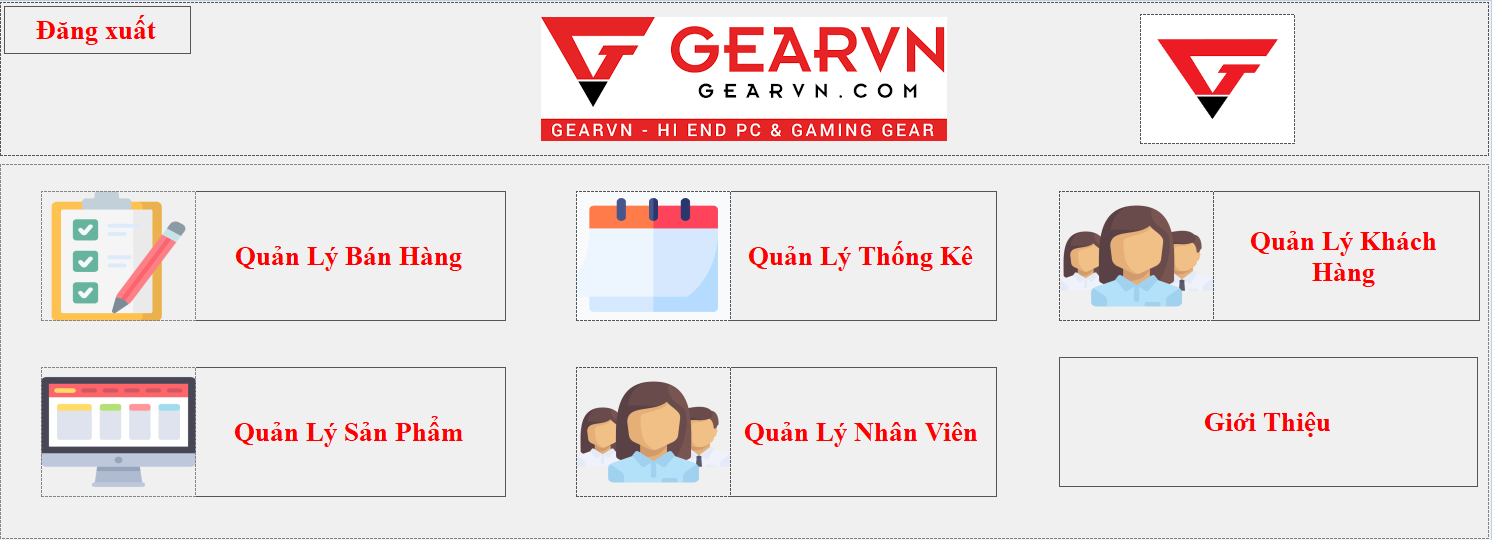 Đăng xuất
GEARVN
GEARVN.COM
GEARVN - HI END PC & GAMING GEAR
Quản Lý Bán Hàng
Quản Lý Thống Kê
Quản Lý Khách
Hàng
Quản Lý Sản Phẩm
Quản Lý Nhân Viên
Giới Thiệu